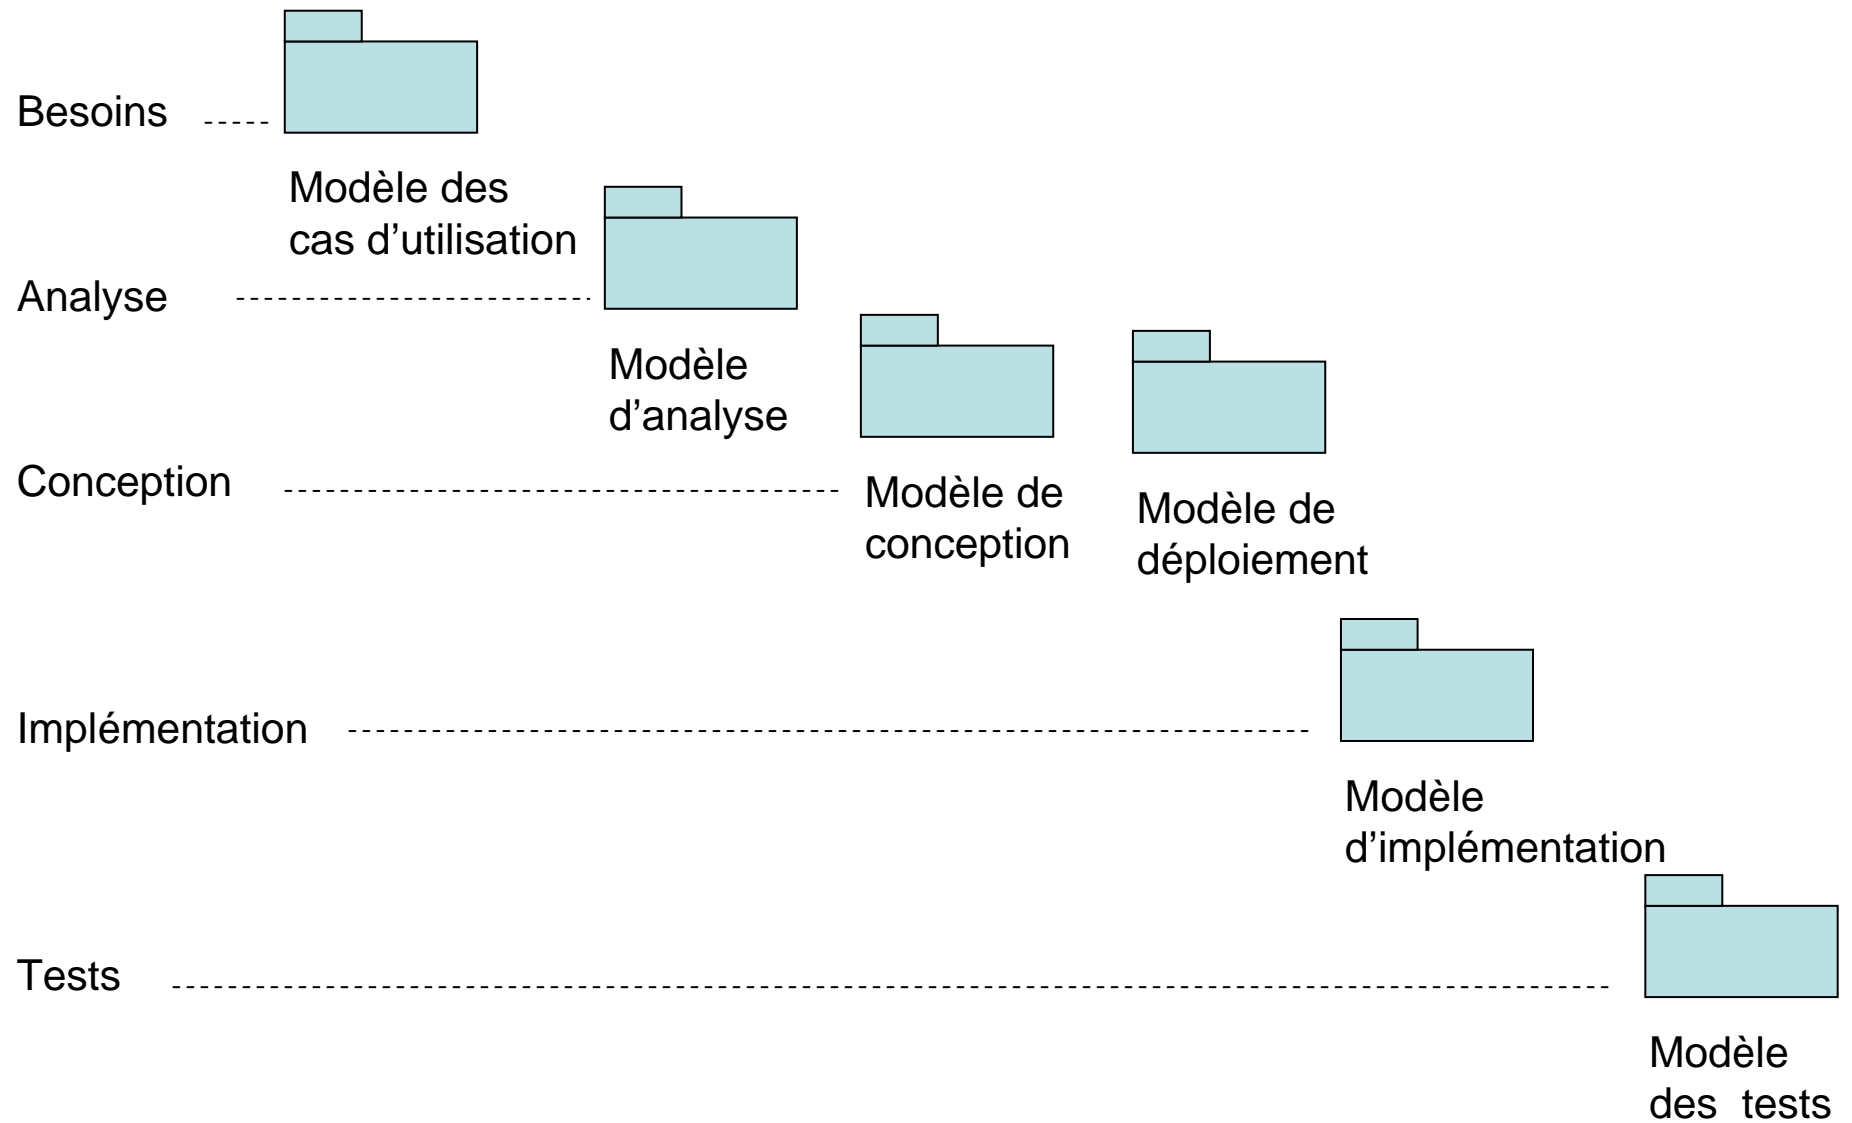 Besoins
Modèle des
cas d’utilisation
Analyse
Modèle
d’analyse
Conception
Modèle de
conception
Modèle de
déploiement
Implémentation
Modèle
d’implémentation
Tests
Modèle
des  tests